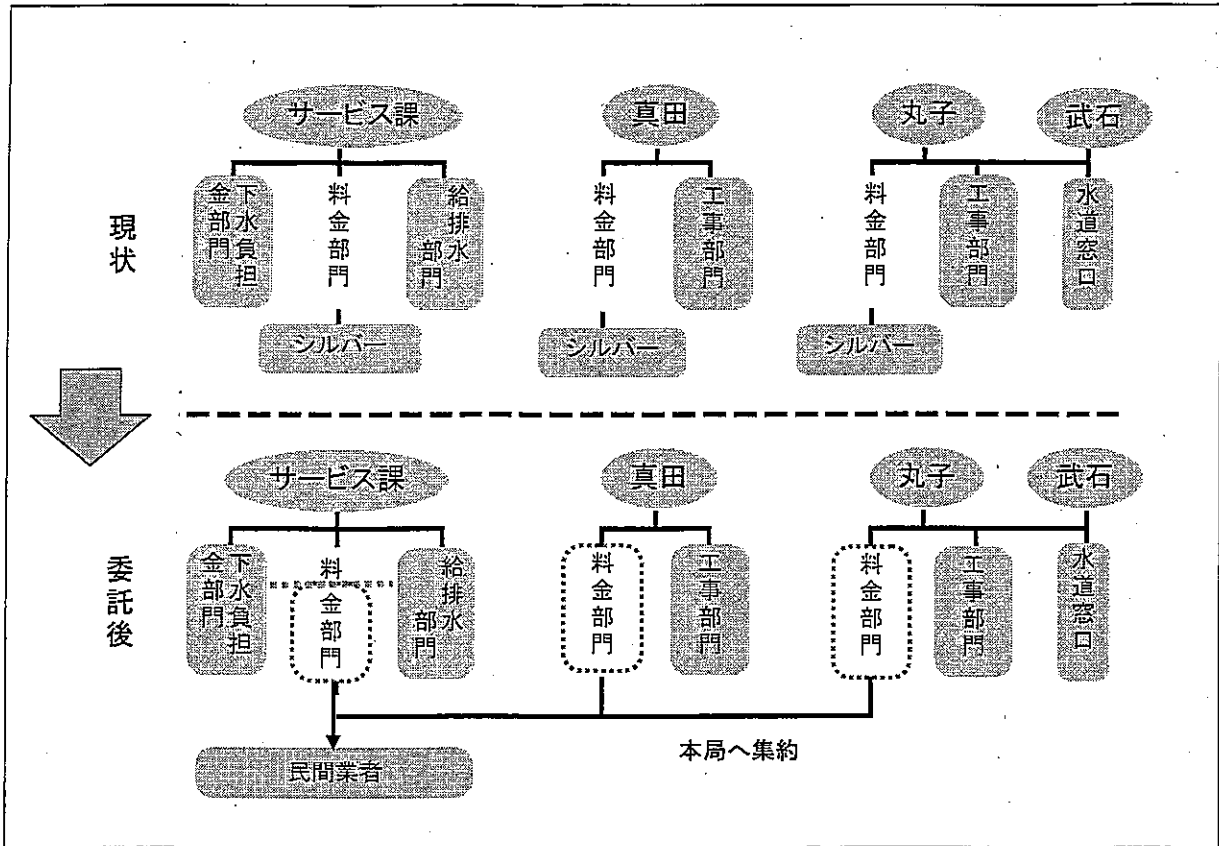 現状
サービス課
真田
丸子
武石
下水負担
金部門
料金部門
給排水
部門
料金部門
工事部門
料金部門
工事部門
水道窓口
シルバー
シルバー
シルバー
委託後
サービス課
真田
丸子
武石
下水負担
金部門
料金部門
給排水
部門
料金部門
工事部門
料金部門
工事部門
水道窓口
本局へ集約
民間業者